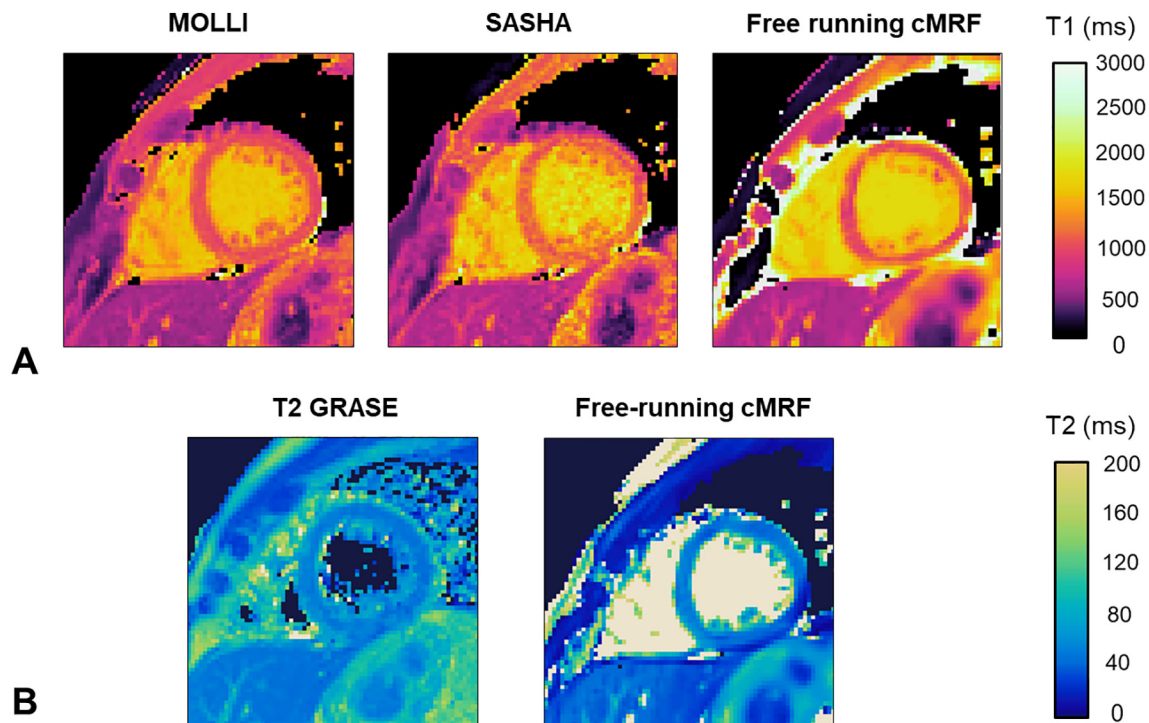 MOLLI
SASHA
Free running cMRF
T1 (ms)
3000
2500
2000
1500
1000
500
0
A
T2 GRASE
Free-running cMRF
T2 (ms)
200
160
120
80
40
0
B